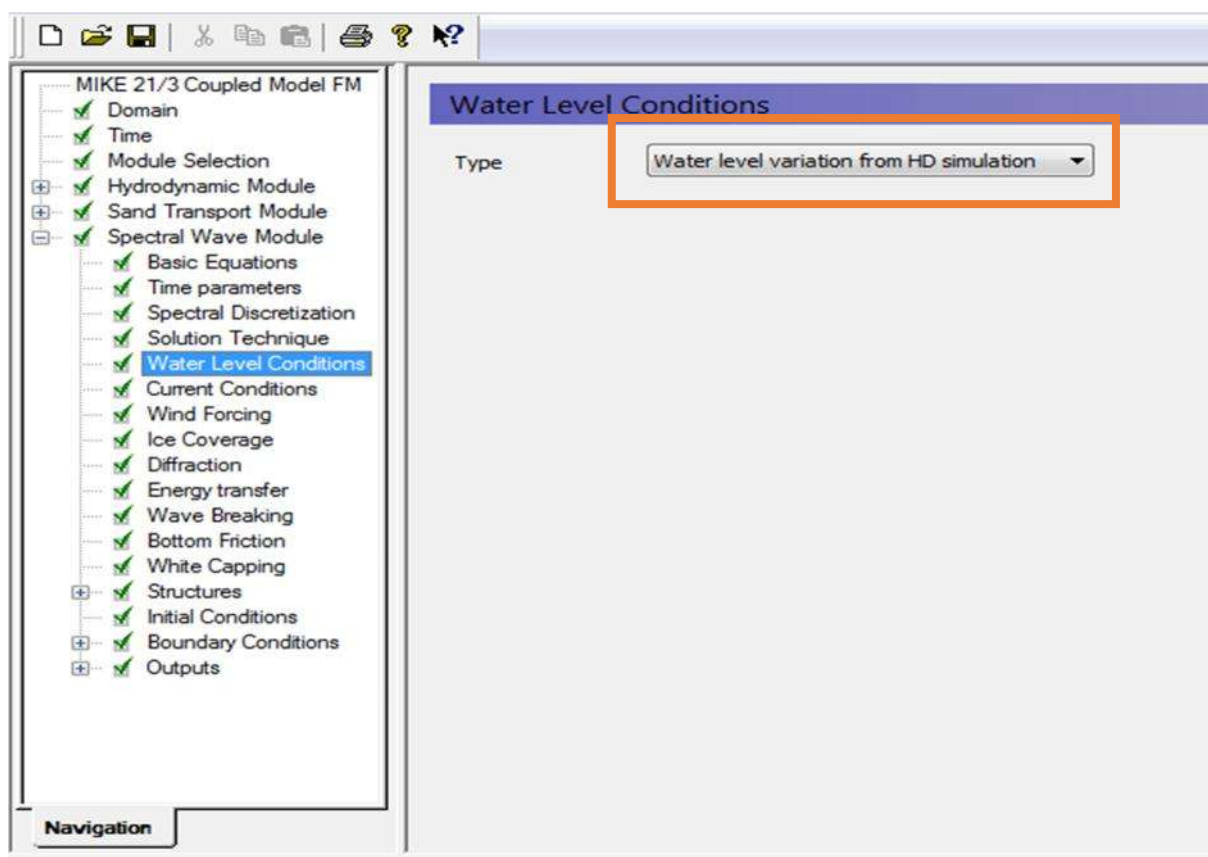 MIKE 21/3 Coupled Model FM
Domain
Time
Module Selection
Hydrodynamic Module
Sand Transport Module
Spectral Wave Module
Basic Equations
Time parameters
Spectral Discretization
Solution Technique
Water Level Conditions
Current Conditions
Wind Forcing
Ice Coverage
Diffraction
Energy transfer
Wave Breaking
Bottom Friction
White Capping
Structures
Initial Conditions
Boundary Conditions
Outputs
Navigation
Water Level Conditions
Type Water level variation from HD simulation